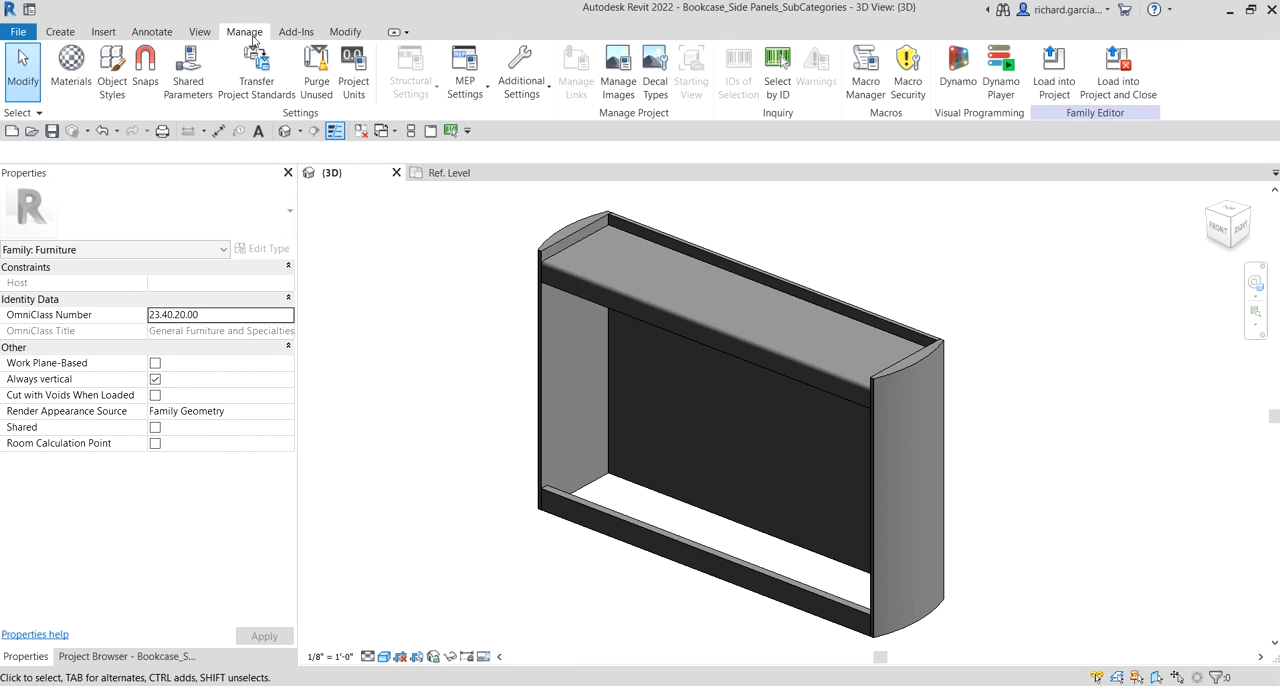 Autodesk Revit 2022 - Bookcase_Side Panels_SubCategories - 3D View: {3D}
richard.garcia...
File Create Insert Annotate View Manage Add-Ins Modify
Modify
Materials
Object Styles
Snaps
Shared Parameters
Transfer Project Standards
Purge Unused
Project Units
Structural Settings
MEP Settings
Additional Settings
Manage Links
Manage Images
Decal Types
Starting View
IDs of Selection
Select by ID
Warnings
Macro Manager
Macro Security
Dynamo
Dynamo Player
Load into Project
Load into Project and Close
Select
Settings
Manage Project
Inquiry
Macros
Visual Programming
Family Editor
Properties
{3D}
Ref. Level
Family: Furniture
Edit Type
Constraints
Host
Identity Data
OmniClass Number 23.40.20.00
OmniClass Title General Furniture and Specialties
Other
Work Plane-Based
Always vertical
Cut with Voids When Loaded
Render Appearance Source Family Geometry
Shared
Room Calculation Point
TOP
FRONT
RIGHT
Properties help
Apply
Properties Project Browser - Bookcase_S...
1/8" = 1'-0"
Click to select, TAB for alternates, CTRL adds, SHIFT unselects.
:0